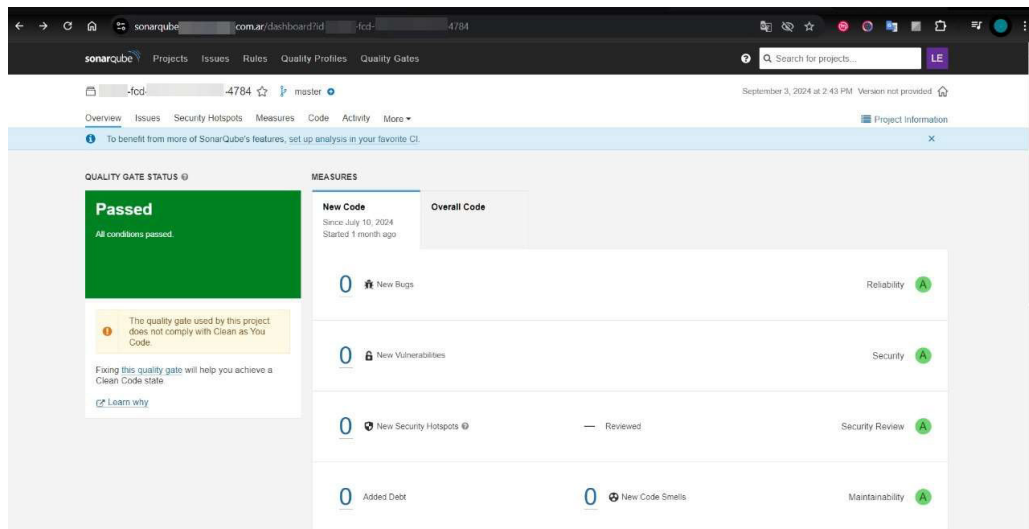 sonarqube com.ar/dashboard?id -fcd- 4784
sonarqube Projects Issues Rules Quality Profiles Quality Gates Search for projects... LE
-fcd- -4784 master September 3, 2024 at 2:43 PM Version not provided
Overview Issues Security Hotspots Measures Code Activity More Project Information
To benefit from more of SonarQube's features, set up analysis in your favorite CI.
QUALITY GATE STATUS
Passed
All conditions passed.
The quality gate used by this project
does not comply with Clean as You
Code.
Fixing this quality gate will help you achieve a
Clean Code state.
Learn why
MEASURES
New Code
Since July 10, 2024
Started 1 month ago
Overall Code
0 New Bugs Reliability A
0 New Vulnerabilities Security A
0 New Security Hotspots — Reviewed Security Review A
0 Added Debt 0 New Code Smells Maintainability A